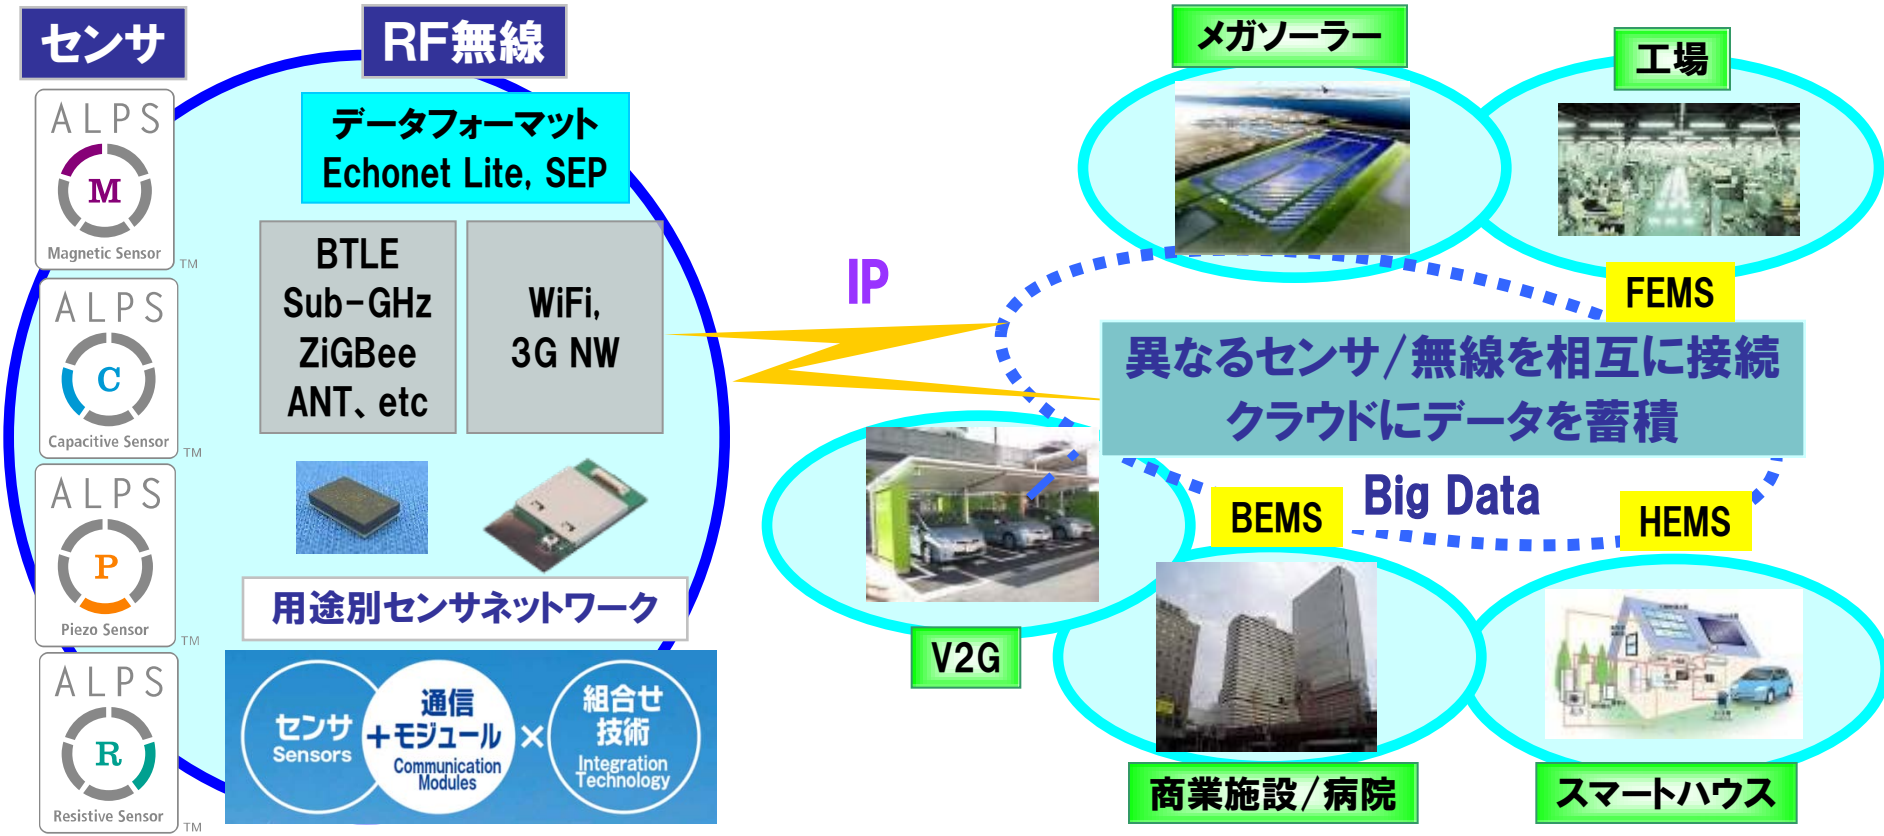 センサ
RF無線
ALPS
M
Magnetic Sensor
TM
ALPS
C
Capacitive Sensor
TM
ALPS
P
Piezo Sensor
TM
ALPS
R
Resistive Sensor
TM
データフォーマット
Echonet Lite, SEP
BTLE
Sub-GHz
ZiGBee
ANT、etc
WiFi,
3G NW
用途別センサネットワーク
センサ
Sensors
+
通信
モジュール
Communication
Modules
×
組合せ
技術
Integration
Technology
IP
メガソーラー
工場
FEMS
異なるセンサ/無線を相互に接続
クラウドにデータを蓄積
Big Data
BEMS
HEMS
V2G
商業施設/病院
スマートハウス